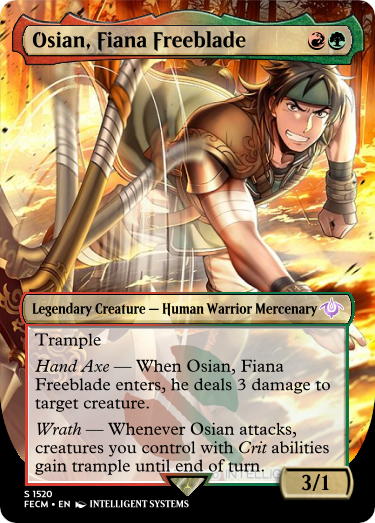 Osian, Fiana Freeblade
Legendary Creature — Human Warrior Mercenary
Trample
Hand Axe — When Osian, Fiana
Freeblade enters, he deals 3 damage to
target creature.
Wrath — Whenever Osian attacks,
creatures you control with Crit abilities
gain trample until end of turn.
3/1
S 1520
FECM • EN INTELLIGENT SYSTEMS